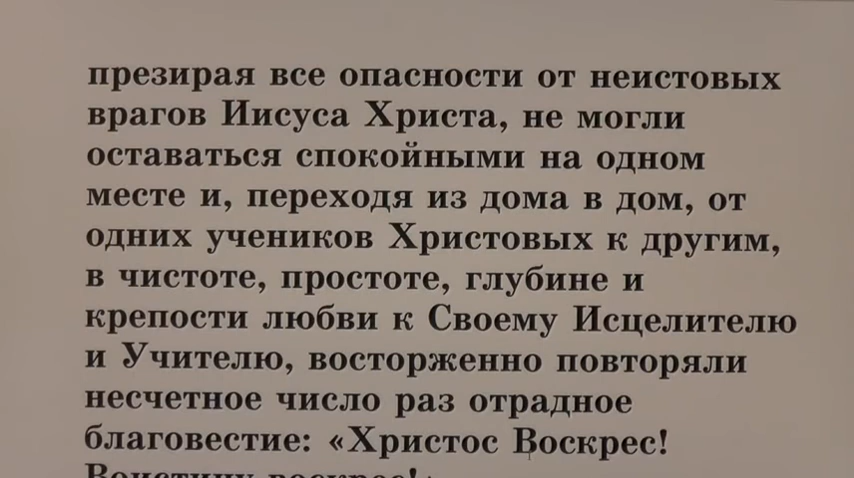 презирая все опасности от неистовых
врагов Иисуса Христа, не могли
оставаться спокойными на одном
месте и, переходя из дома в дом, от
одних учеников Христовых к другим,
в чистоте, простоте, глубине и
крепости любви к Своему Исцелителю
и Учителю, восторженно повторяли
несчетное число раз отрадное
благовестие: «Христос Воскрес!
Воистину воскрес!»